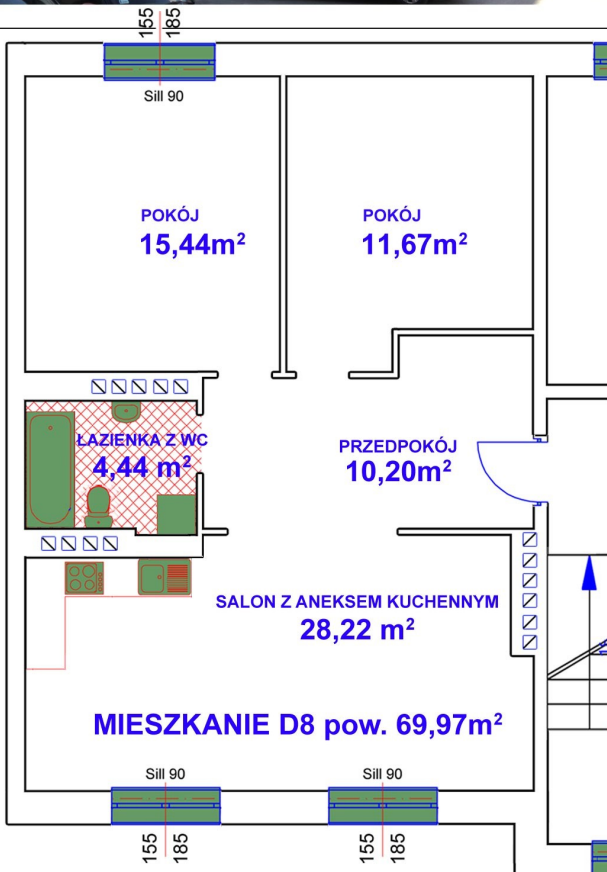 155
185
Sill 90
POKÓJ
15,44m²
POKÓJ
11,67m²
ŁAZIENKA Z WC
4,44 m²
PRZEDPOKÓJ
10,20m²
SALON Z ANEKSEM KUCHENNYM
28,22 m²
MIESZKANIE D8 pow. 69,97m²
Sill 90
Sill 90
155
185
155
185